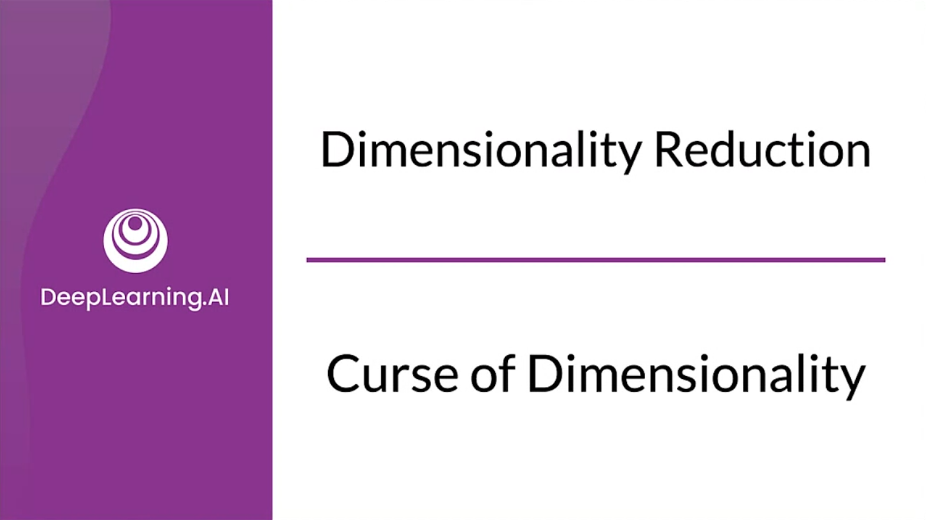 DeepLearning.AI
Dimensionality Reduction
Curse of Dimensionality